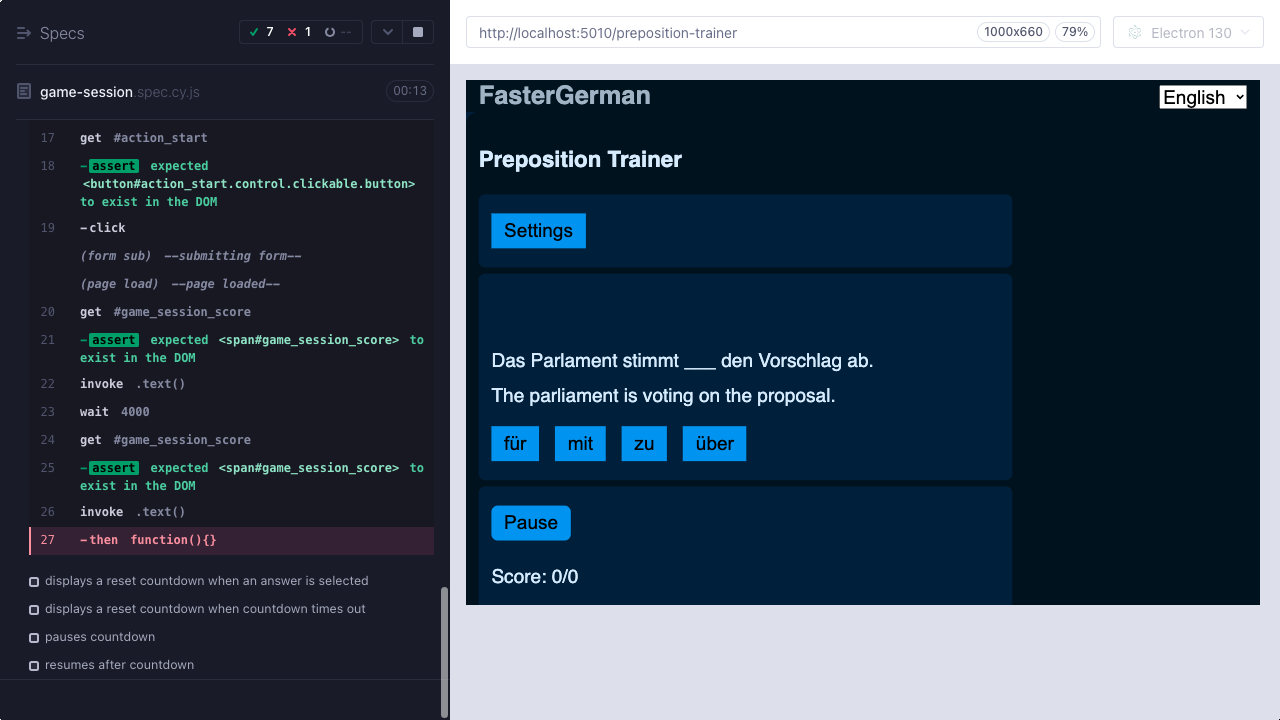 Specs
7
1
--
game-session.spec.cy.js
00:13
17 get #action_start
18 -assert expected
<button#action_start.control.clickable.button>
to exist in the DOM
19 -click
(form sub) --submitting form--
(page load) --page loaded--
20 get #game_session_score
21 -assert expected <span#game_session_score> to
exist in the DOM
22 invoke .text()
23 wait 4000
24 get #game_session_score
25 -assert expected <span#game_session_score> to
exist in the DOM
26 invoke .text()
27 -then function(){}
displays a reset countdown when an answer is selected
displays a reset countdown when countdown times out
pauses countdown
resumes after countdown
http://localhost:5010/preposition-trainer
1000x660
79%
Electron 130
FasterGerman
English
Preposition Trainer
Settings
Das Parlament stimmt ___ den Vorschlag ab.
The parliament is voting on the proposal.
für mit zu über
Pause
Score: 0/0